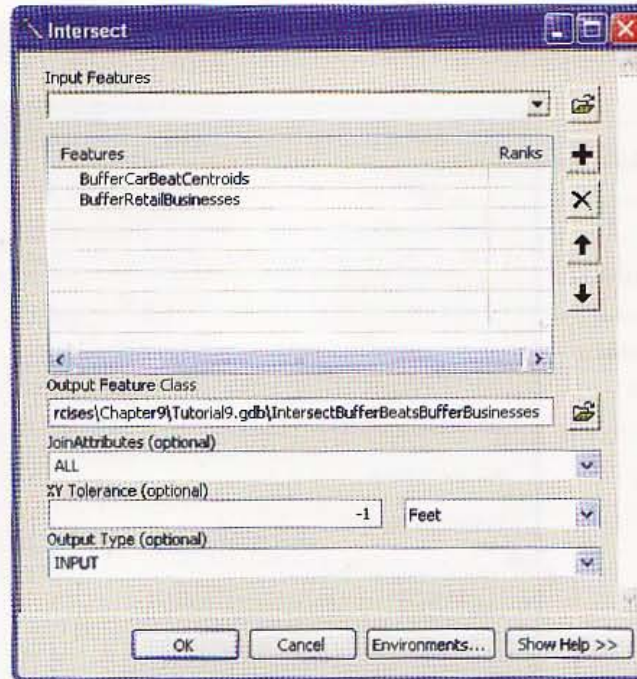 Intersect
Input Features
Features Ranks
BufferCarBeatCentroids
BufferRetailBusinesses
Output Feature Class
rcises\Chapter9\Tutorial9.gdb\IntersectBufferBeatsBufferBusinesses
JoinAttributes (optional)
ALL
XY Tolerance (optional)
-1 Feet
Output Type (optional)
INPUT
OK Cancel Environments... Show Help >>